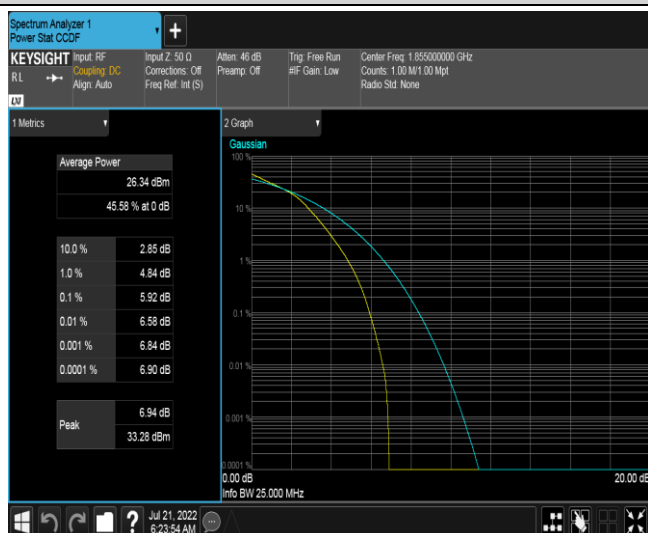 Spectrum Analyzer 1
Power Stat CCDF
+
KEYSIGHT
RL
LXI
Input: RF
Coupling: DC
Align: Auto
Input Z: 50 Ω
Corrections: Off
Freq Ref: Int (S)
Atten: 46 dB
Preamp: Off
Trig: Free Run
#IF Gain: Low
Center Freq: 1.855000000 GHz
Counts: 1.00 M/1.00 Mpt
Radio Std: None
1 Metrics
Average Power
26.34 dBm
45.58 % at 0 dB
10.0 % 2.85 dB
1.0 % 4.84 dB
0.1 % 5.92 dB
0.01 % 6.58 dB
0.001 % 6.84 dB
0.0001 % 6.90 dB
Peak
6.94 dB
33.28 dBm
2 Graph
Gaussian
100 %
10 %
1 %
0.1 %
0.01 %
0.001 %
0.0001 %
0.00 dB
20.00 dB
Info BW 25.000 MHz
?
Jul 21, 2022
6:23:54 AM